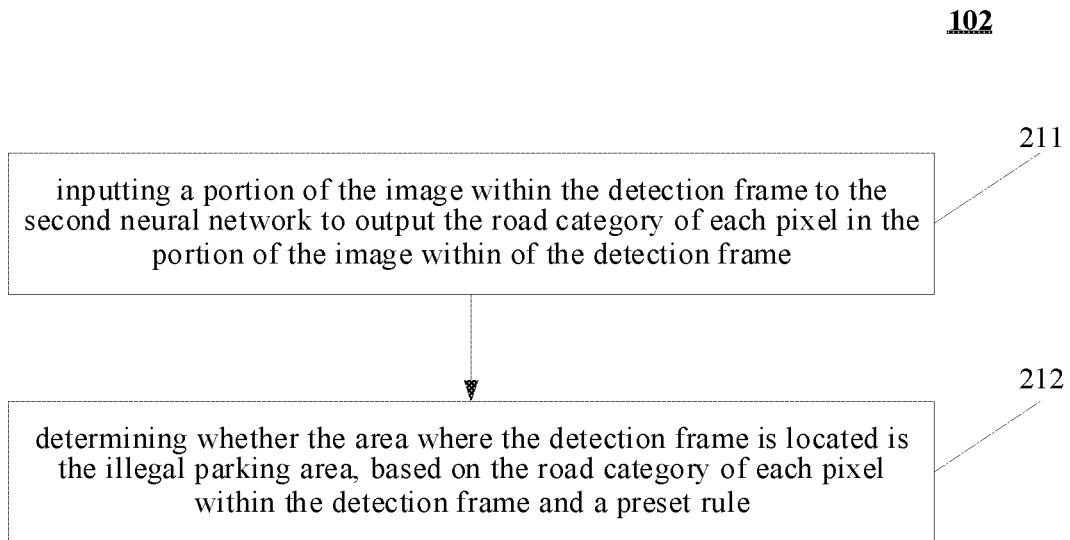 102
211
inputting a portion of the image within the detection frame to the
second neural network to output the road category of each pixel in the
portion of the image within of the detection frame
212
determining whether the area where the detection frame is located is
the illegal parking area, based on the road category of each pixel
within the detection frame and a preset rule